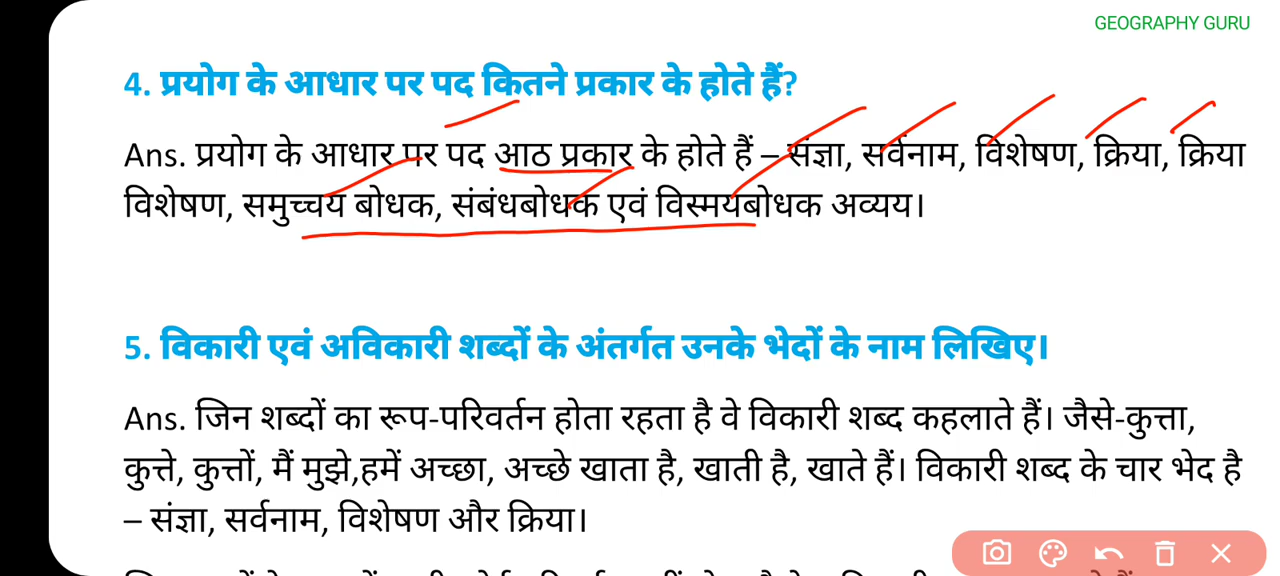 GEOGRAPHY GURU
4. प्रयोग के आधार पर पद कितने प्रकार के होते हैं?
Ans. प्रयोग के आधार पर पद आठ प्रकार के होते हैं – संज्ञा, सर्वनाम, विशेषण, क्रिया, क्रिया
विशेषण, समुच्चय बोधक, संबंधबोधक एवं विस्मयबोधक अव्यय।
5. विकारी एवं अविकारी शब्दों के अंतर्गत उनके भेदों के नाम लिखिए।
Ans. जिन शब्दों का रूप-परिवर्तन होता रहता है वे विकारी शब्द कहलाते हैं। जैसे-कुत्ता,
कुत्ते, कुत्तों, मैं मुझे,हमें अच्छा, अच्छे खाता है, खाती है, खाते हैं। विकारी शब्द के चार भेद है
– संज्ञा, सर्वनाम, विशेषण और क्रिया।